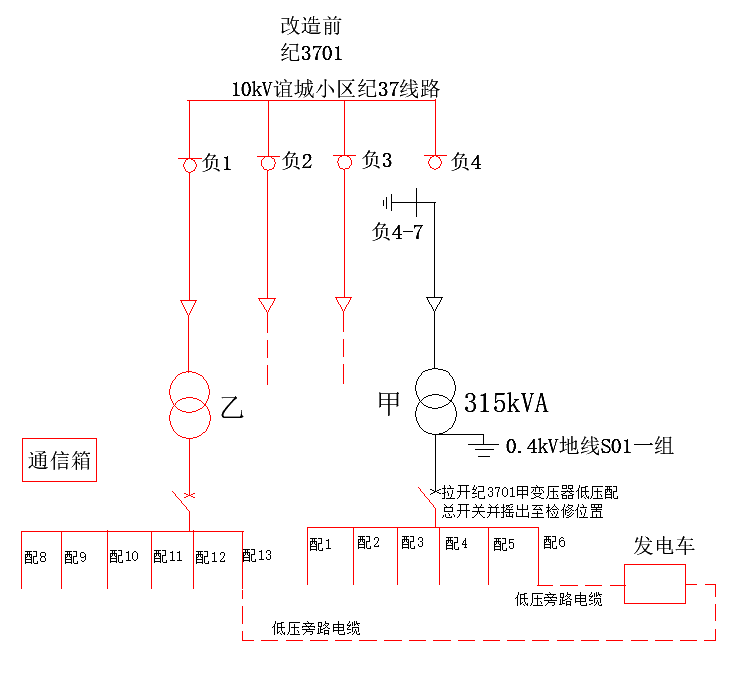 改造前
纪3701
10kV谊城小区纪37线路
负1
负2
负3
负4
负4-7
乙
甲
315kVA
0.4kV地线S01一组
通信箱
拉开纪3701甲变压器低压配
总开关并摇出至检修位置
配8
配9
配10
配11
配12
配13
配1
配2
配3
配4
配5
配6
发电车
低压旁路电缆
低压旁路电缆